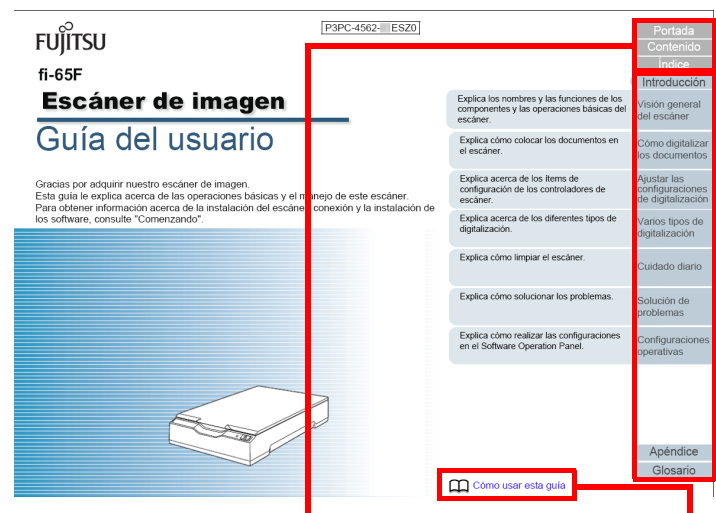 FUJITSU
P3PC-4562- ESZ0
fi-65F
Escáner de imagen
Guía del usuario
Gracias por adquirir nuestro escáner de imagen.
Esta guía le explica acerca de las operaciones básicas y el manejo de este escáner.
Para obtener información acerca de la instalación del escáner, conexión y la instalación de
los software, consulte "Comenzando".
Portada
Contenido
Índice
Introducción
Explica los nombres y las funciones de los
componentes y las operaciones básicas del
escáner.
Visión general
del escáner
Explica cómo colocar los documentos en
el escáner.
Cómo digitalizar
los documentos
Explica acerca de los ítems de
configuración de los controladores de
escáner.
Ajustar las
configuraciones
de digitalización
Explica acerca de los diferentes tipos de
digitalización.
Varios tipos de
digitalización
Explica cómo limpiar el escáner.
Cuidado diario
Explica cómo solucionar los problemas.
Solución de
problemas
Explica cómo realizar las configuraciones
en el Software Operation Panel.
Configuraciones
operativas
Apéndice
Glosario
Cómo usar esta guía